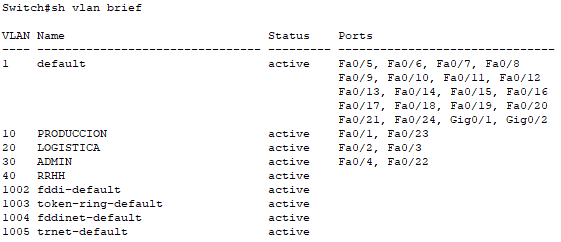 Switch#sh vlan brief
VLAN Name                             Status    Ports
---- -------------------------------- --------- -------------------------------
1    default                          active    Fa0/5, Fa0/6, Fa0/7, Fa0/8
                                                Fa0/9, Fa0/10, Fa0/11, Fa0/12
                                                Fa0/13, Fa0/14, Fa0/15, Fa0/16
                                                Fa0/17, Fa0/18, Fa0/19, Fa0/20
                                                Fa0/21, Fa0/24, Gig0/1, Gig0/2
10   PRODUCCION                       active    Fa0/1, Fa0/23
20   LOGISTICA                        active    Fa0/2, Fa0/3
30   ADMIN                            active    Fa0/4, Fa0/22
40   RRHH                             active
1002 fddi-default                     active
1003 token-ring-default               active
1004 fddinet-default                  active
1005 trnet-default                    active